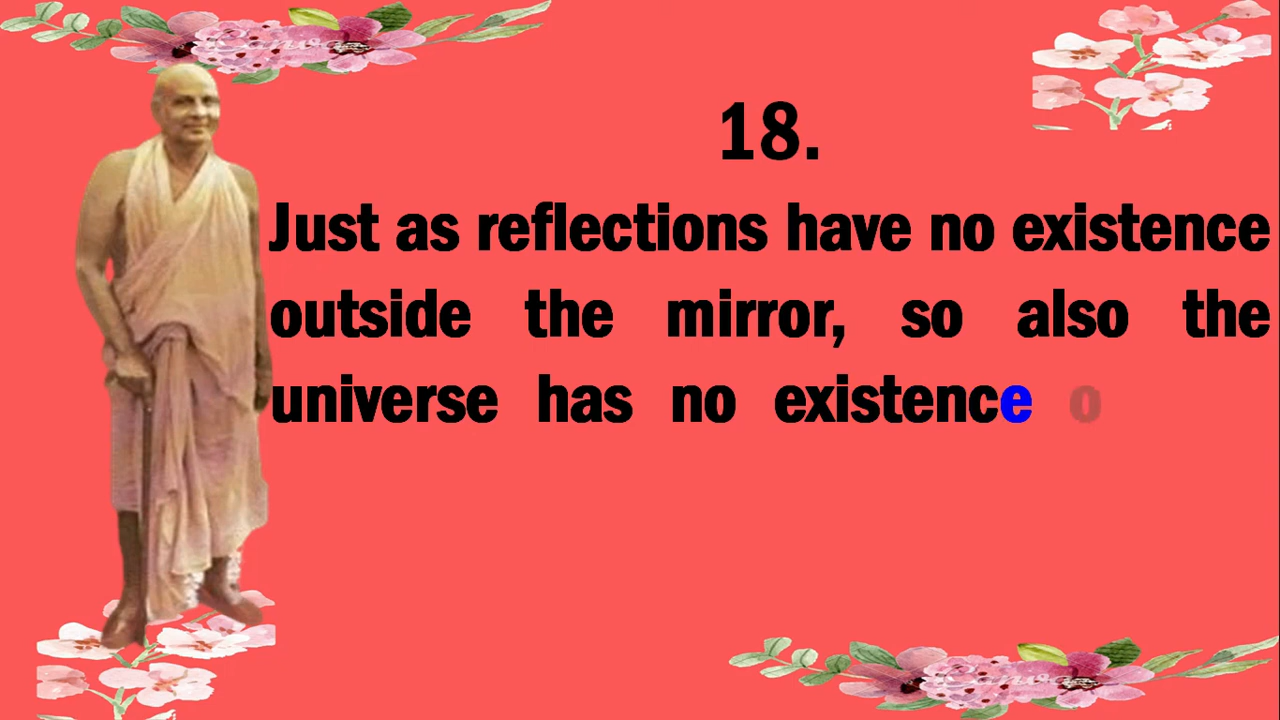 18.
Just as reflections have no existence
outside the mirror, so also the
universe has no existence o